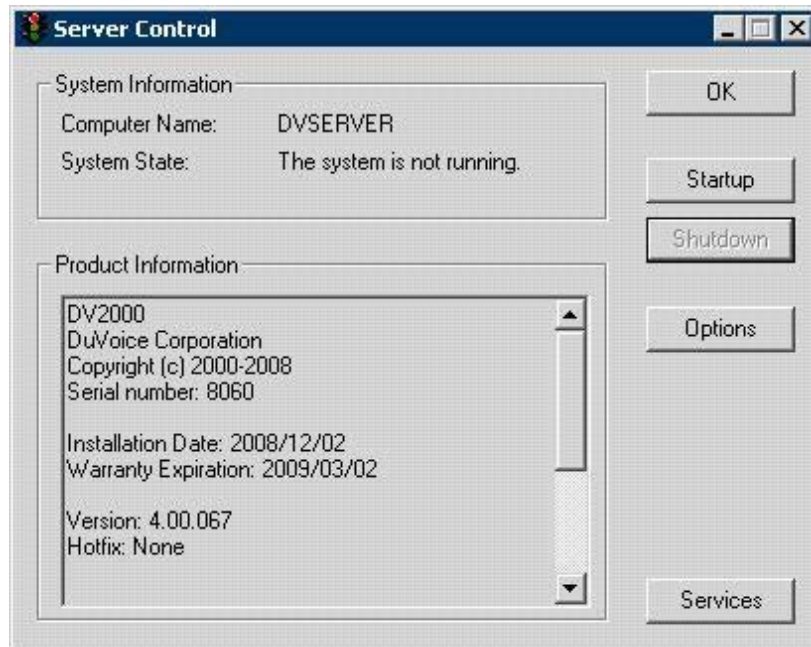 Server Control
System Information
Computer Name: DVSERVER
System State: The system is not running.
OK
Startup
Shutdown
Product Information
DV2000
DuVoice Corporation
Copyright (c) 2000-2008
Serial number: 8060
Installation Date: 2008/12/02
Warranty Expiration: 2009/03/02
Version: 4.00.067
Hotfix: None
Options
Services